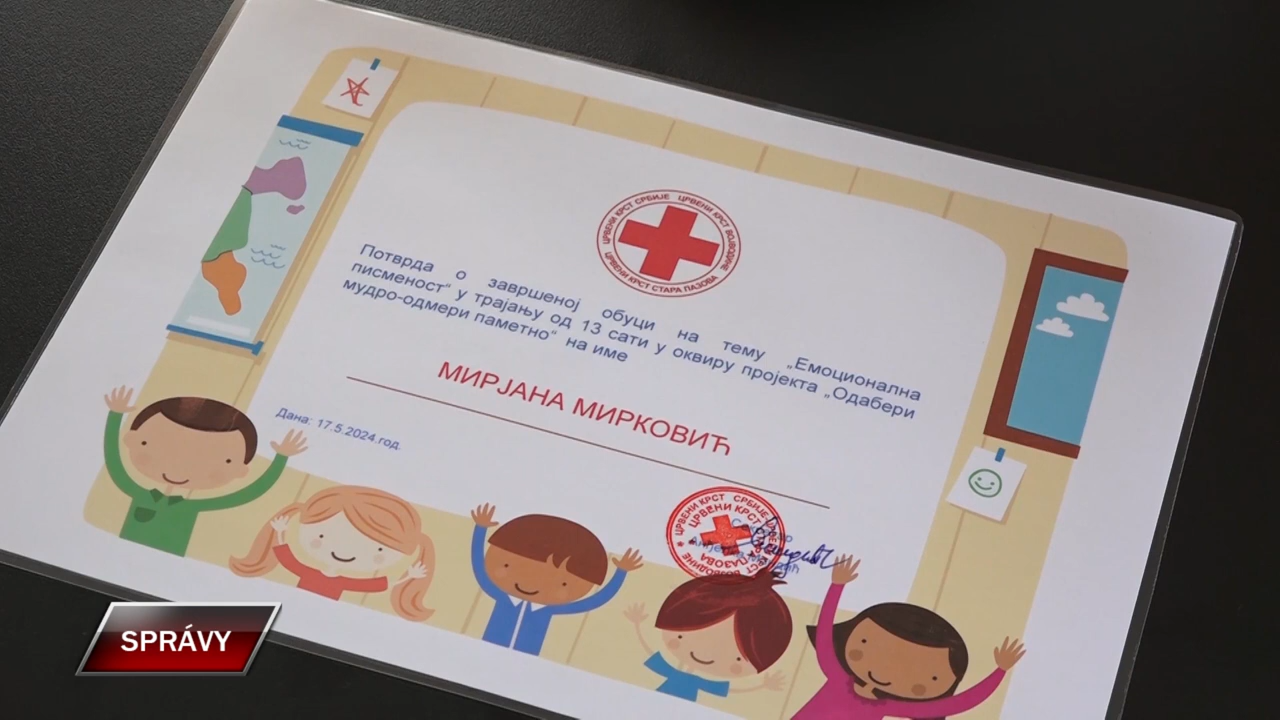 ЦРВЕНИ КРСТ СРБИЈЕ ЦРВЕНИ КРСТ ВОЈВОДИНЕ
ЦРВЕНИ КРСТ СТАРА ПАЗОВА
Потврда о завршеној обуци на тему „Емоционална
писменост“ у трајању од 13 сати у оквиру пројекта „Одабери
мудро-одмери паметно“ на име
МИРЈАНА МИРКОВИЋ
Дана: 17.5.2024.год.
ЦРВЕНИ КРСТ СРБИЈЕ
SPRÁVY